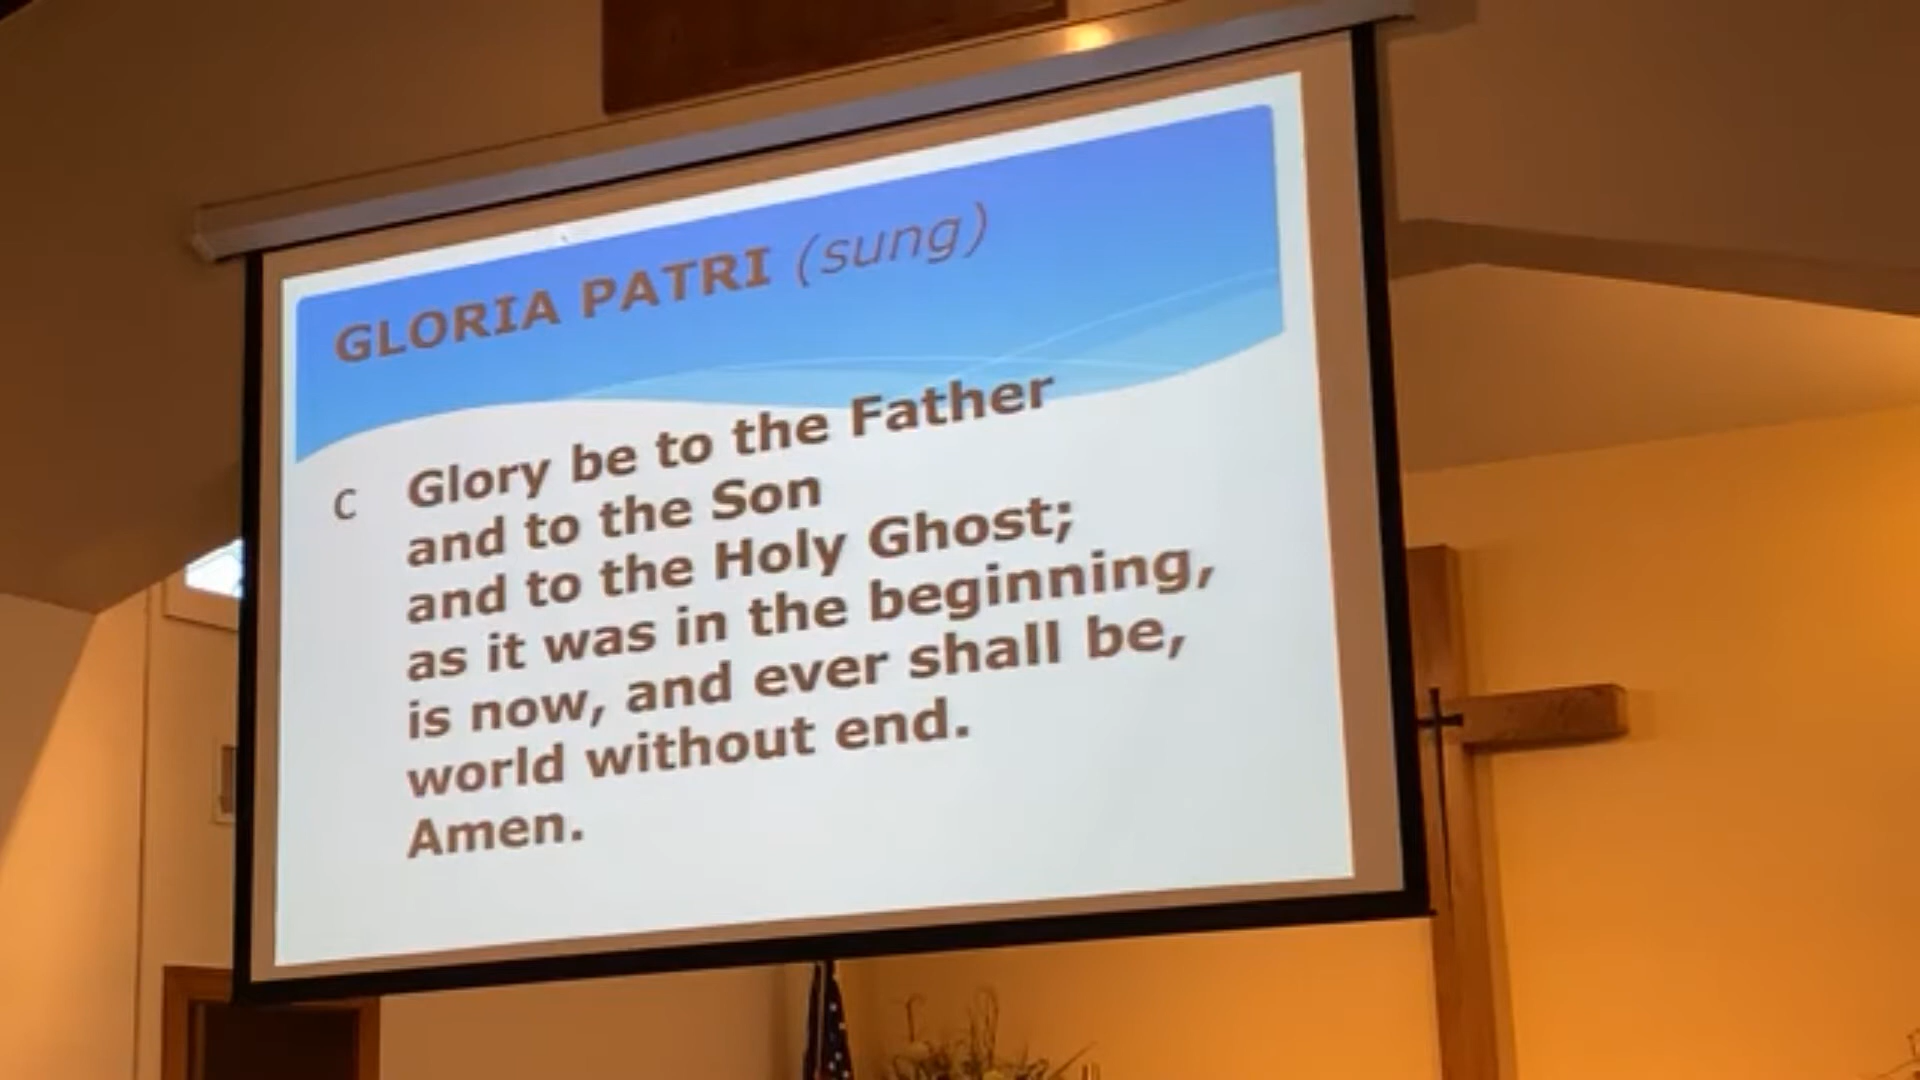 GLORIA PATRI (sung)
C Glory be to the Father
and to the Son
and to the Holy Ghost;
as it was in the beginning,
is now, and ever shall be,
world without end.
Amen.